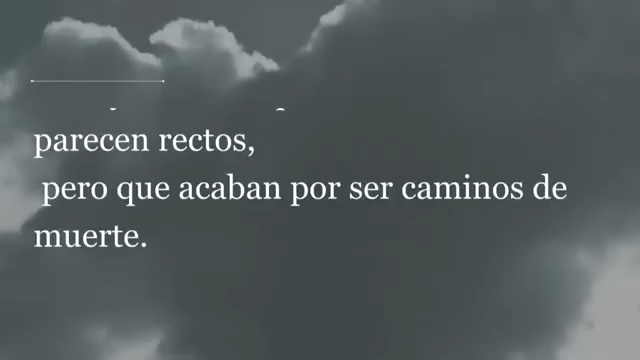 parecen rectos,
pero que acaban por ser caminos de
muerte.